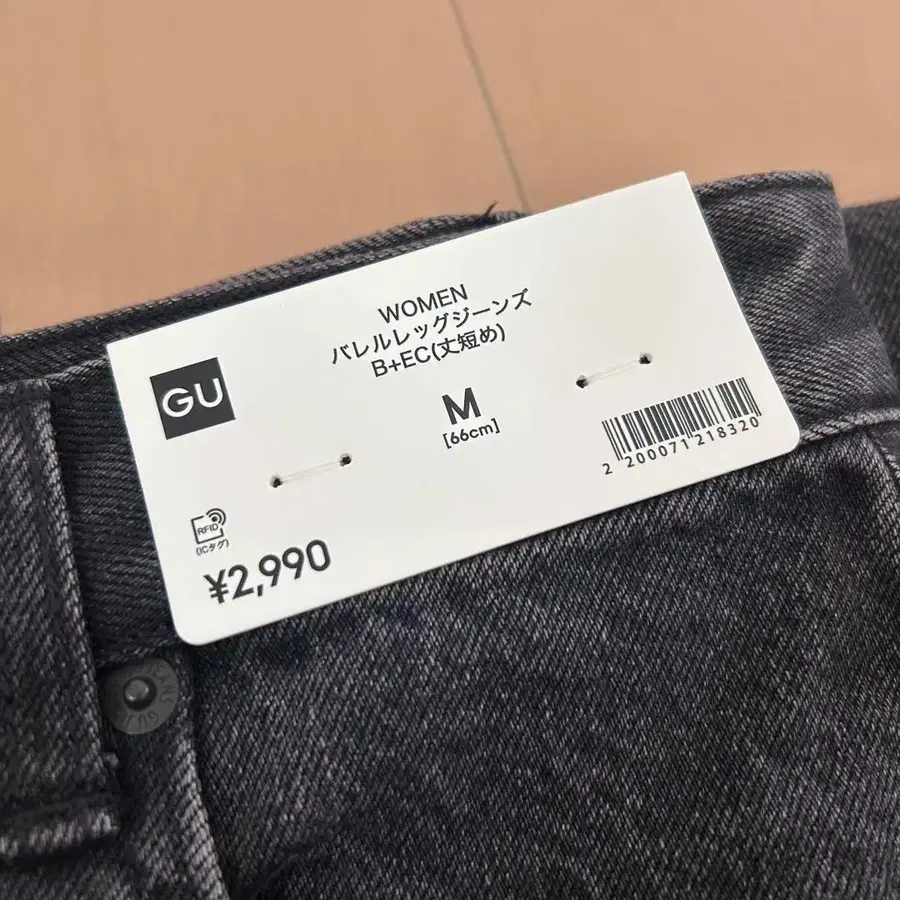 WOMEN
バレルレッグジーンズ
B+EC(丈短め)
GU
M
[66cm]
2 200071 218320
RFID
(ICタグ)
¥2,990